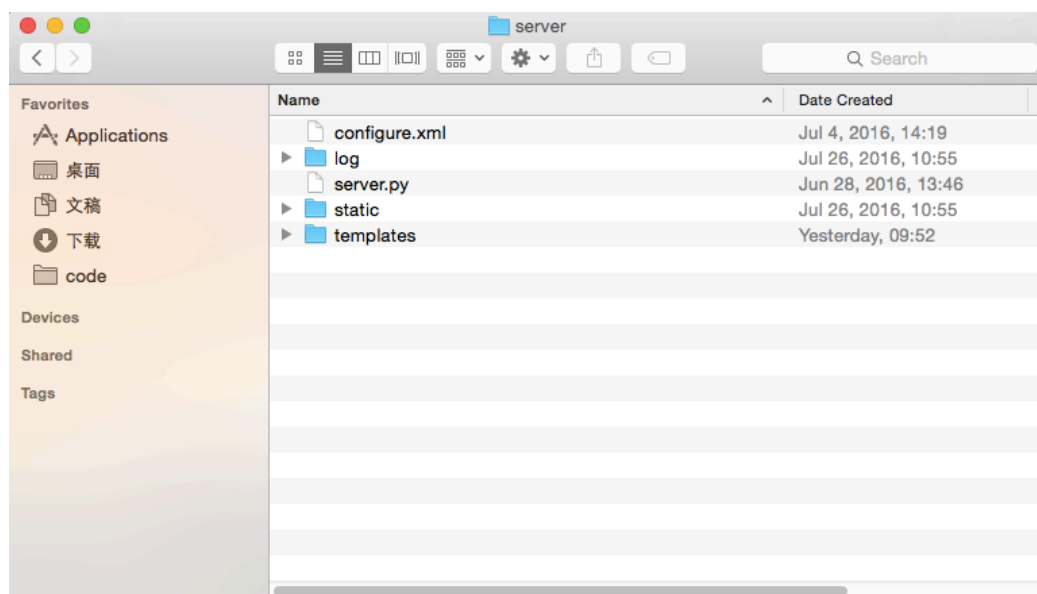 server
Search
Favorites
Applications
桌面
文稿
下载
code
Devices
Shared
Tags
Name Date Created
configure.xml Jul 4, 2016, 14:19
log Jul 26, 2016, 10:55
server.py Jun 28, 2016, 13:46
static Jul 26, 2016, 10:55
templates Yesterday, 09:52